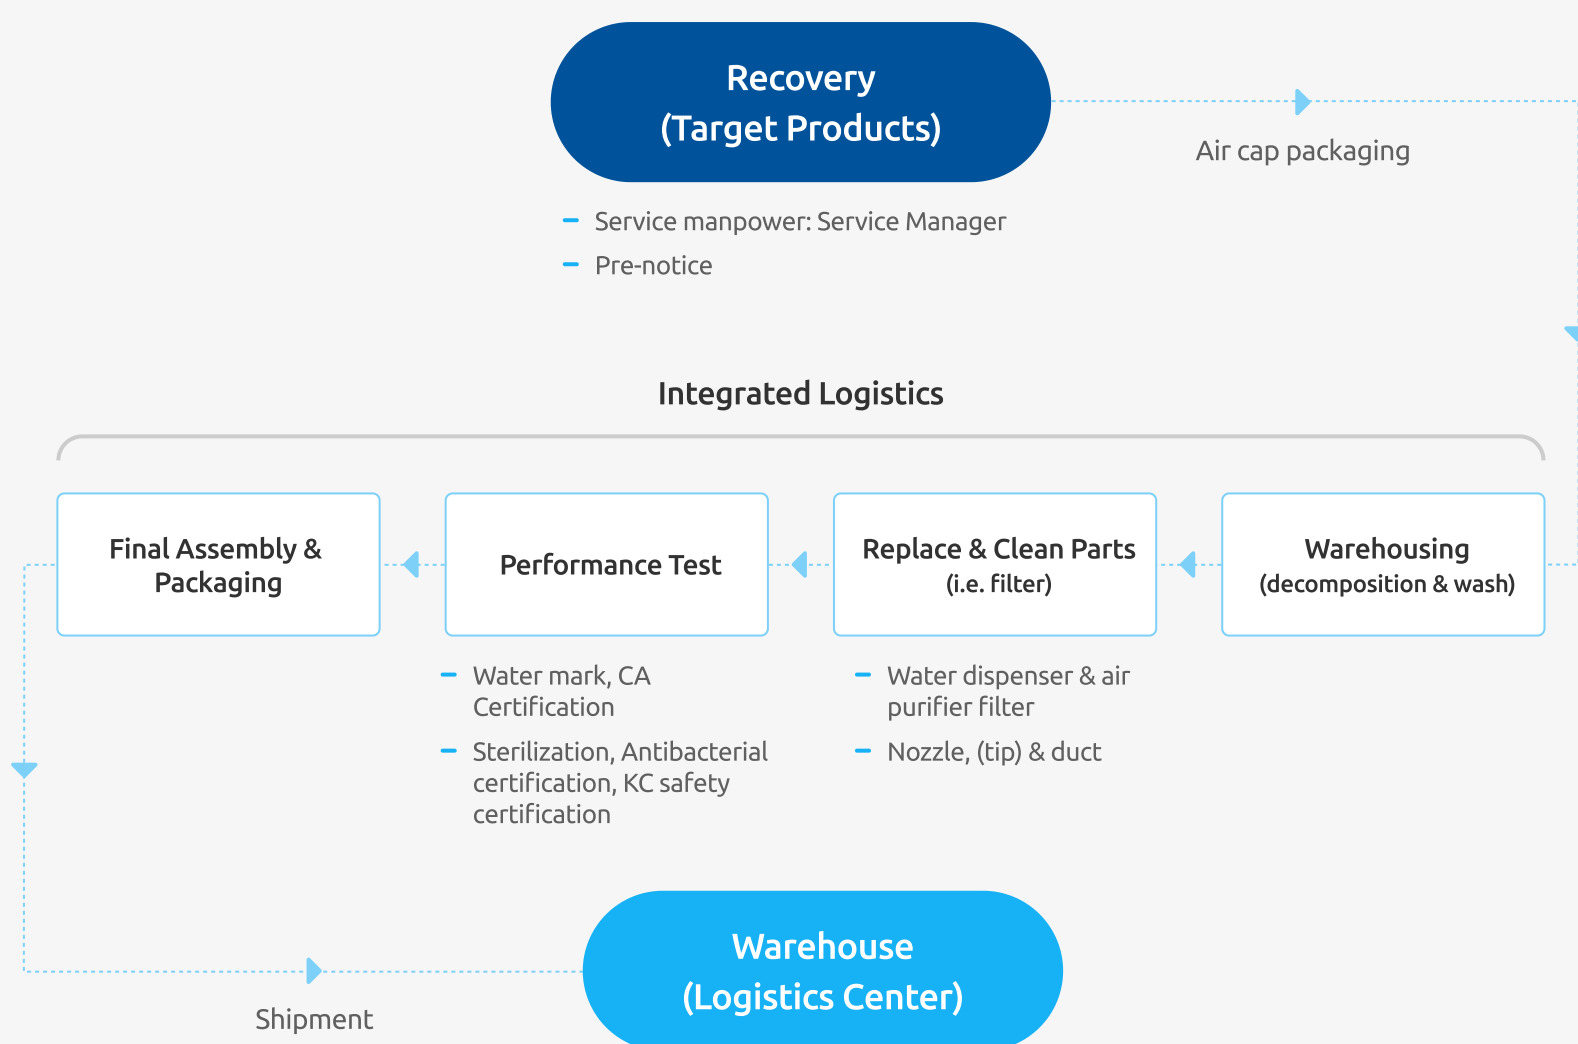 Recovery
(Target Products)
Air cap packaging
Service manpower: Service Manager
Pre-notice
Integrated Logistics
Final Assembly &
Packaging
Performance Test
Replace & Clean Parts
(i.e. filter)
Warehousing
(decomposition & wash)
Water mark, CA
Certification
Sterilization, Antibacterial
certification, KC safety
certification
Water dispenser & air
purifier filter
Nozzle, (tip) & duct
Warehouse
(Logistics Center)
Shipment